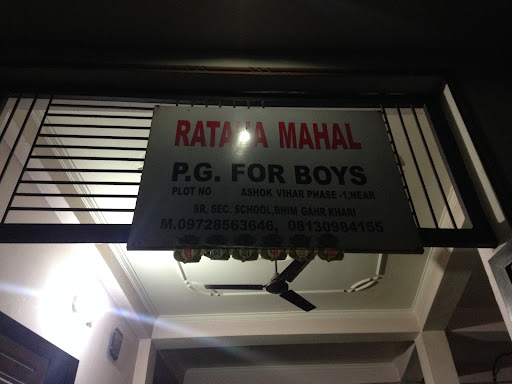 RATANA MAHAL
P.G. FOR BOYS
PLOT NO ASHOK VIHAR PHASE -1,NEAR
SR. SEC. SCHOOL,BHIM GAHR KHARI
M.09728563646, 08130984155